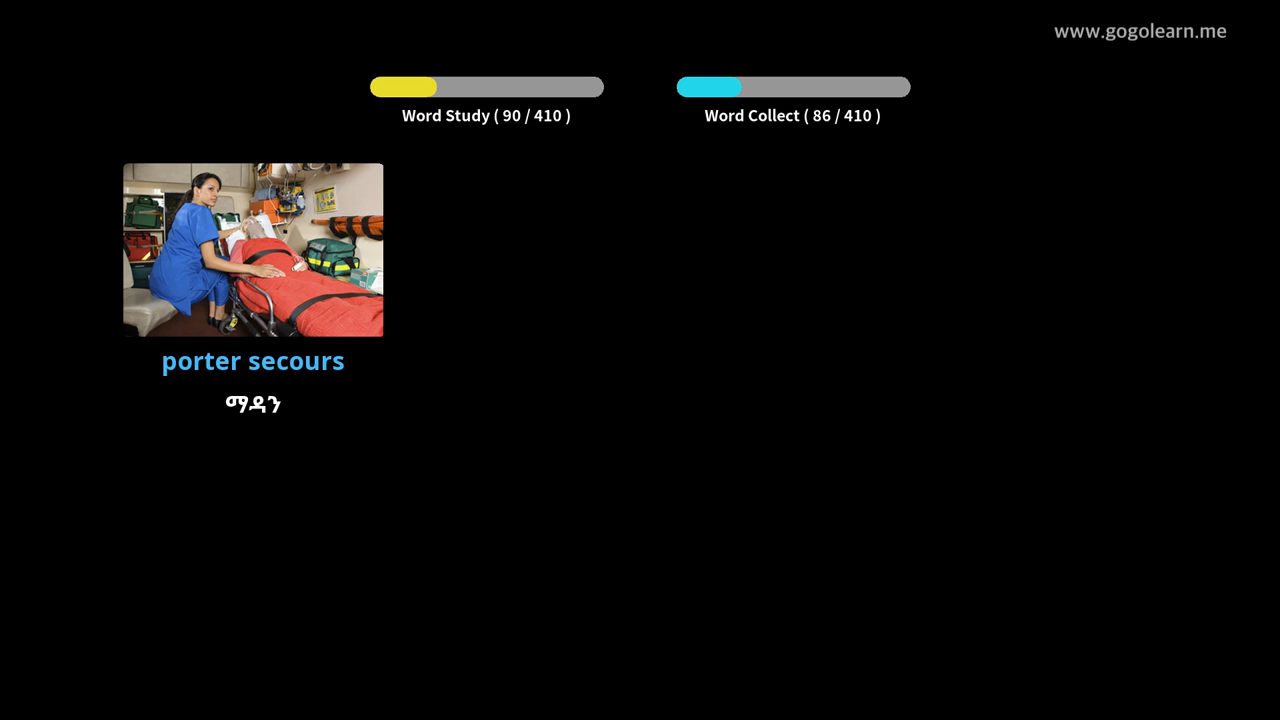 www.gogolearn.me
Word Study ( 90 / 410 )
Word Collect ( 86 / 410 )
porter secours
ማዳን